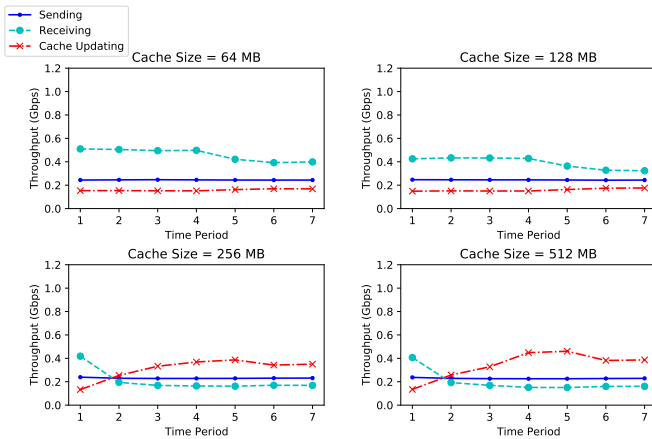 Sending
Receiving
Cache Updating
Cache Size = 64 MB
1.2
1.0
0.8
0.6
0.4
0.2
0.0
Throughput (Gbps)
1 2 3 4 5 6 7
Time Period
Cache Size = 128 MB
1.2
1.0
0.8
0.6
0.4
0.2
0.0
Throughput (Gbps)
1 2 3 4 5 6 7
Time Period
Cache Size = 256 MB
1.2
1.0
0.8
0.6
0.4
0.2
0.0
Throughput (Gbps)
1 2 3 4 5 6 7
Time Period
Cache Size = 512 MB
1.2
1.0
0.8
0.6
0.4
0.2
0.0
Throughput (Gbps)
1 2 3 4 5 6 7
Time Period